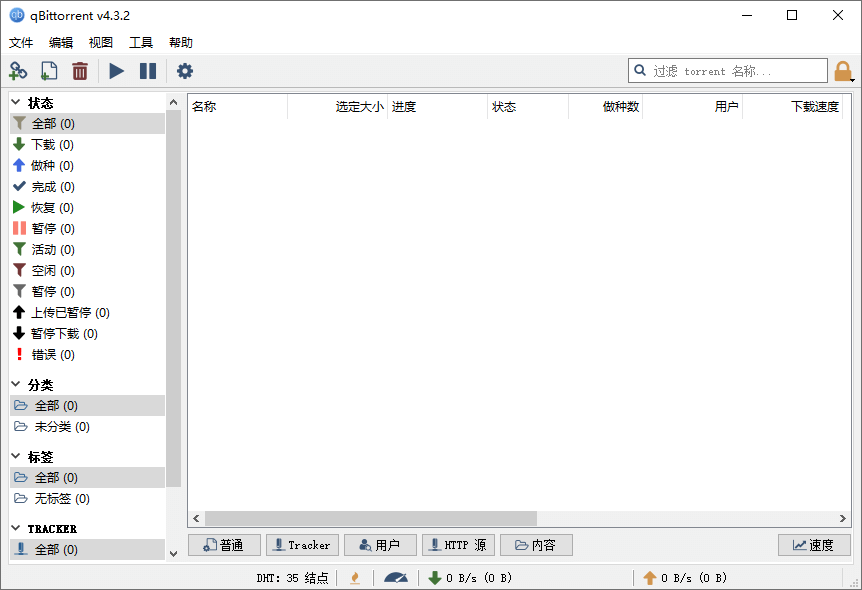 qBittorrent v4.3.2
文件 编辑 视图 工具 帮助
过滤 torrent 名称...
状态
全部 (0)
下载 (0)
做种 (0)
完成 (0)
恢复 (0)
暂停 (0)
活动 (0)
空闲 (0)
暂停 (0)
上传已暂停 (0)
暂停下载 (0)
错误 (0)
分类
全部 (0)
未分类 (0)
标签
全部 (0)
无标签 (0)
TRACKER
全部 (0)
名称 选定大小 进度 状态 做种数 用户 下载速度
普通 Tracker 用户 HTTP 源 内容 速度
DHT: 35 结点 0 B/s (0 B) 0 B/s (0 B)